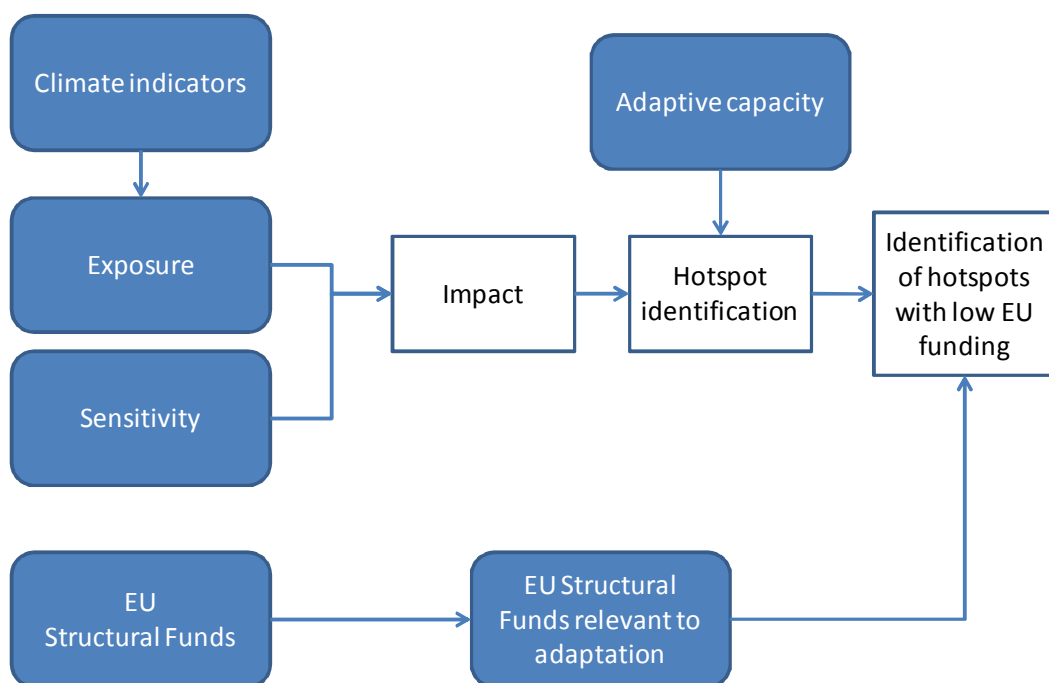 Climate indicators
Adaptive capacity
Exposure
Impact
Hotspot
identification
Identification
of hotspots
with low EU
funding
Sensitivity
EU
Structural Funds
EU Structural
Funds relevant to
adaptation